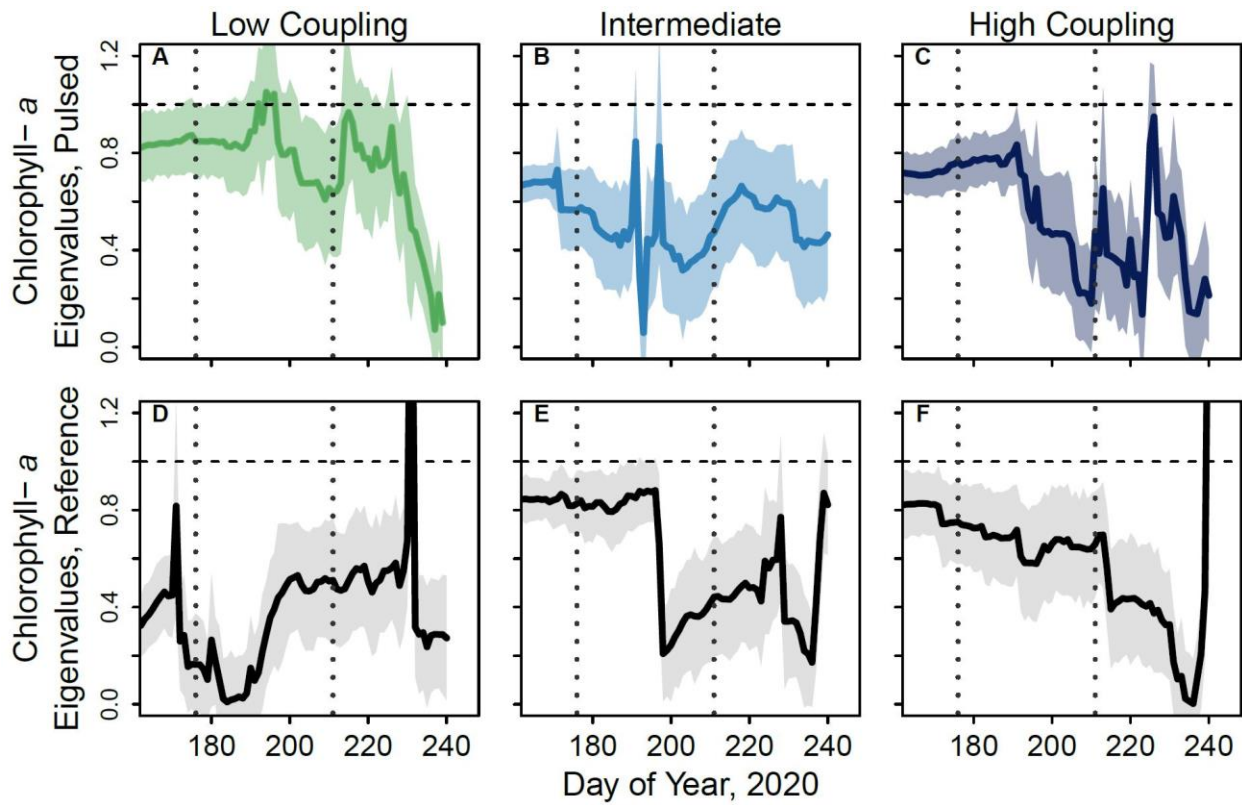 Low Coupling Intermediate High Coupling
Chlorophyll– a
Eigenvalues, Pulsed
A B C
1.2
0.8
0.4
0.0
Chlorophyll– a
Eigenvalues, Reference
D E F
1.2
0.8
0.4
0.0
180 200 220 240 180 200 220 240 180 200 220 240
Day of Year, 2020